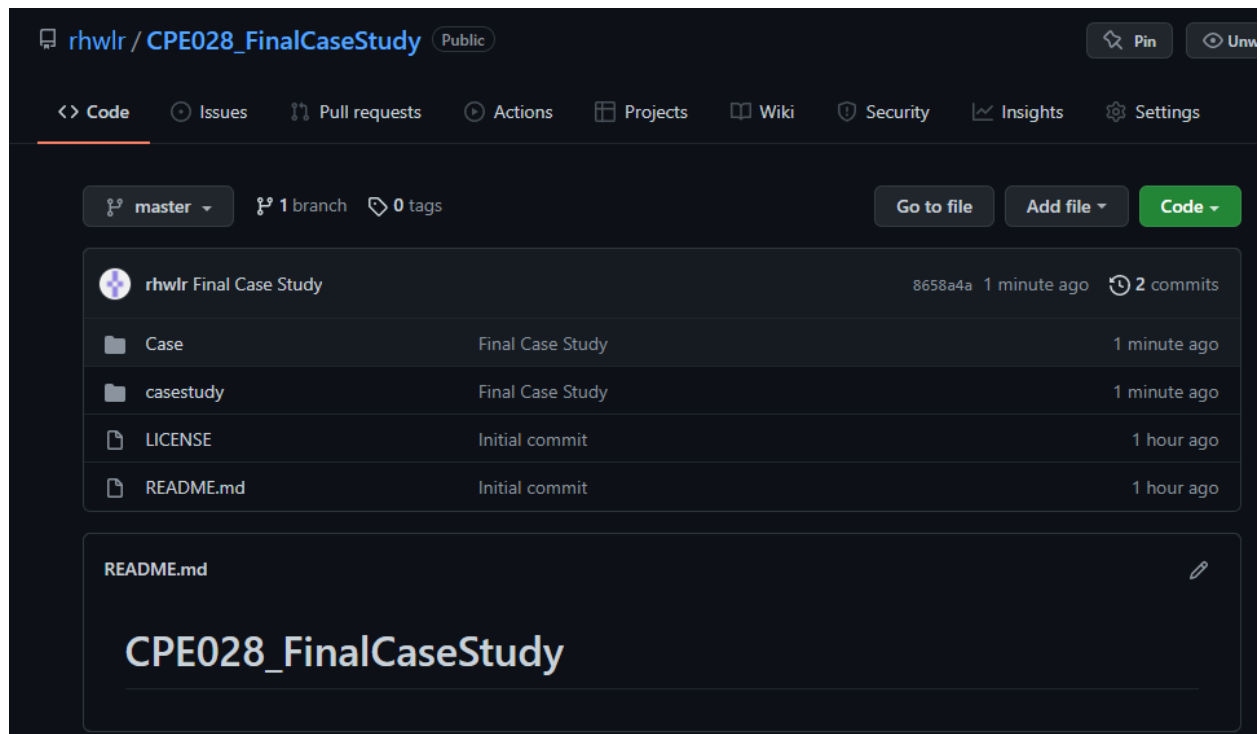 rhwlr / CPE028_FinalCaseStudy Public Pin
Code Issues Pull requests Actions Projects Wiki Security Insights Settings
master 1 branch 0 tags Go to file Add file Code
rhwlr Final Case Study 8658a4a 1 minute ago 2 commits
Case Final Case Study 1 minute ago
casestudy Final Case Study 1 minute ago
LICENSE Initial commit 1 hour ago
README.md Initial commit 1 hour ago
README.md
CPE028_FinalCaseStudy